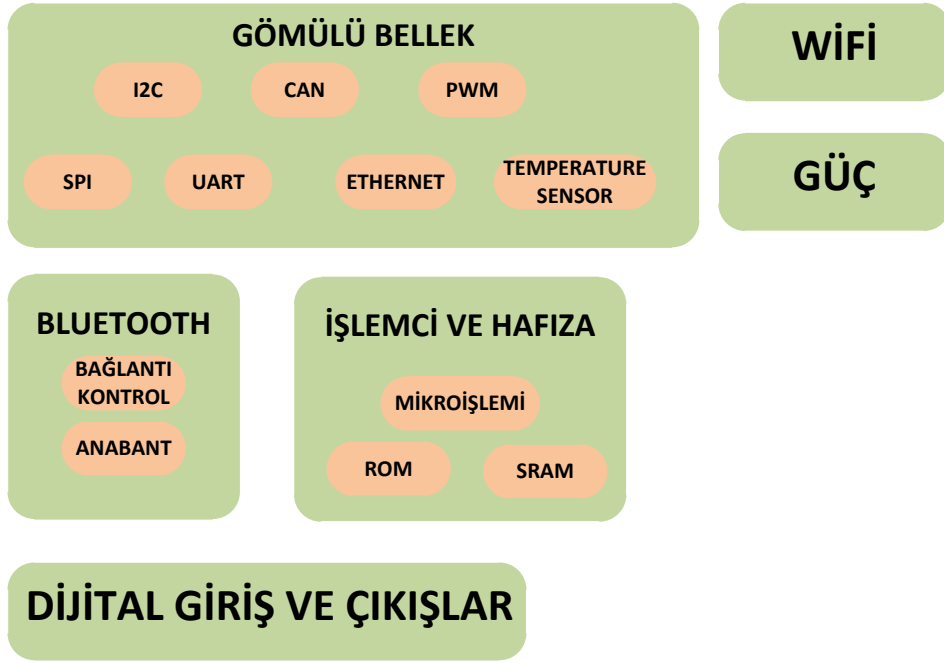 GÖMÜLÜ BELLEK
I2C
CAN
PWM
SPI
UART
ETHERNET
TEMPERATURE
SENSOR
WİFİ
GÜÇ
BLUETOOTH
BAĞLANTI
KONTROL
ANABANT
İŞLEMCİ VE HAFIZA
MİKROİŞLEMİ
ROM
SRAM
DİJİTAL GİRİŞ VE ÇIKIŞLAR